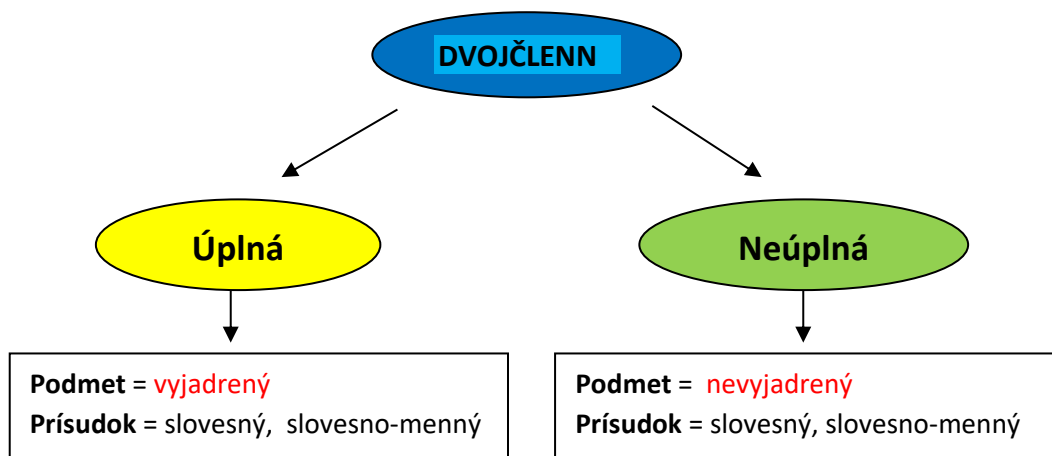 DVOJČLENN
Úplná
Neúplná
Podmet = vyjadrený
Prísudok = slovesný, slovesno-menný
Podmet = nevyjadrený
Prísudok = slovesný, slovesno-menný